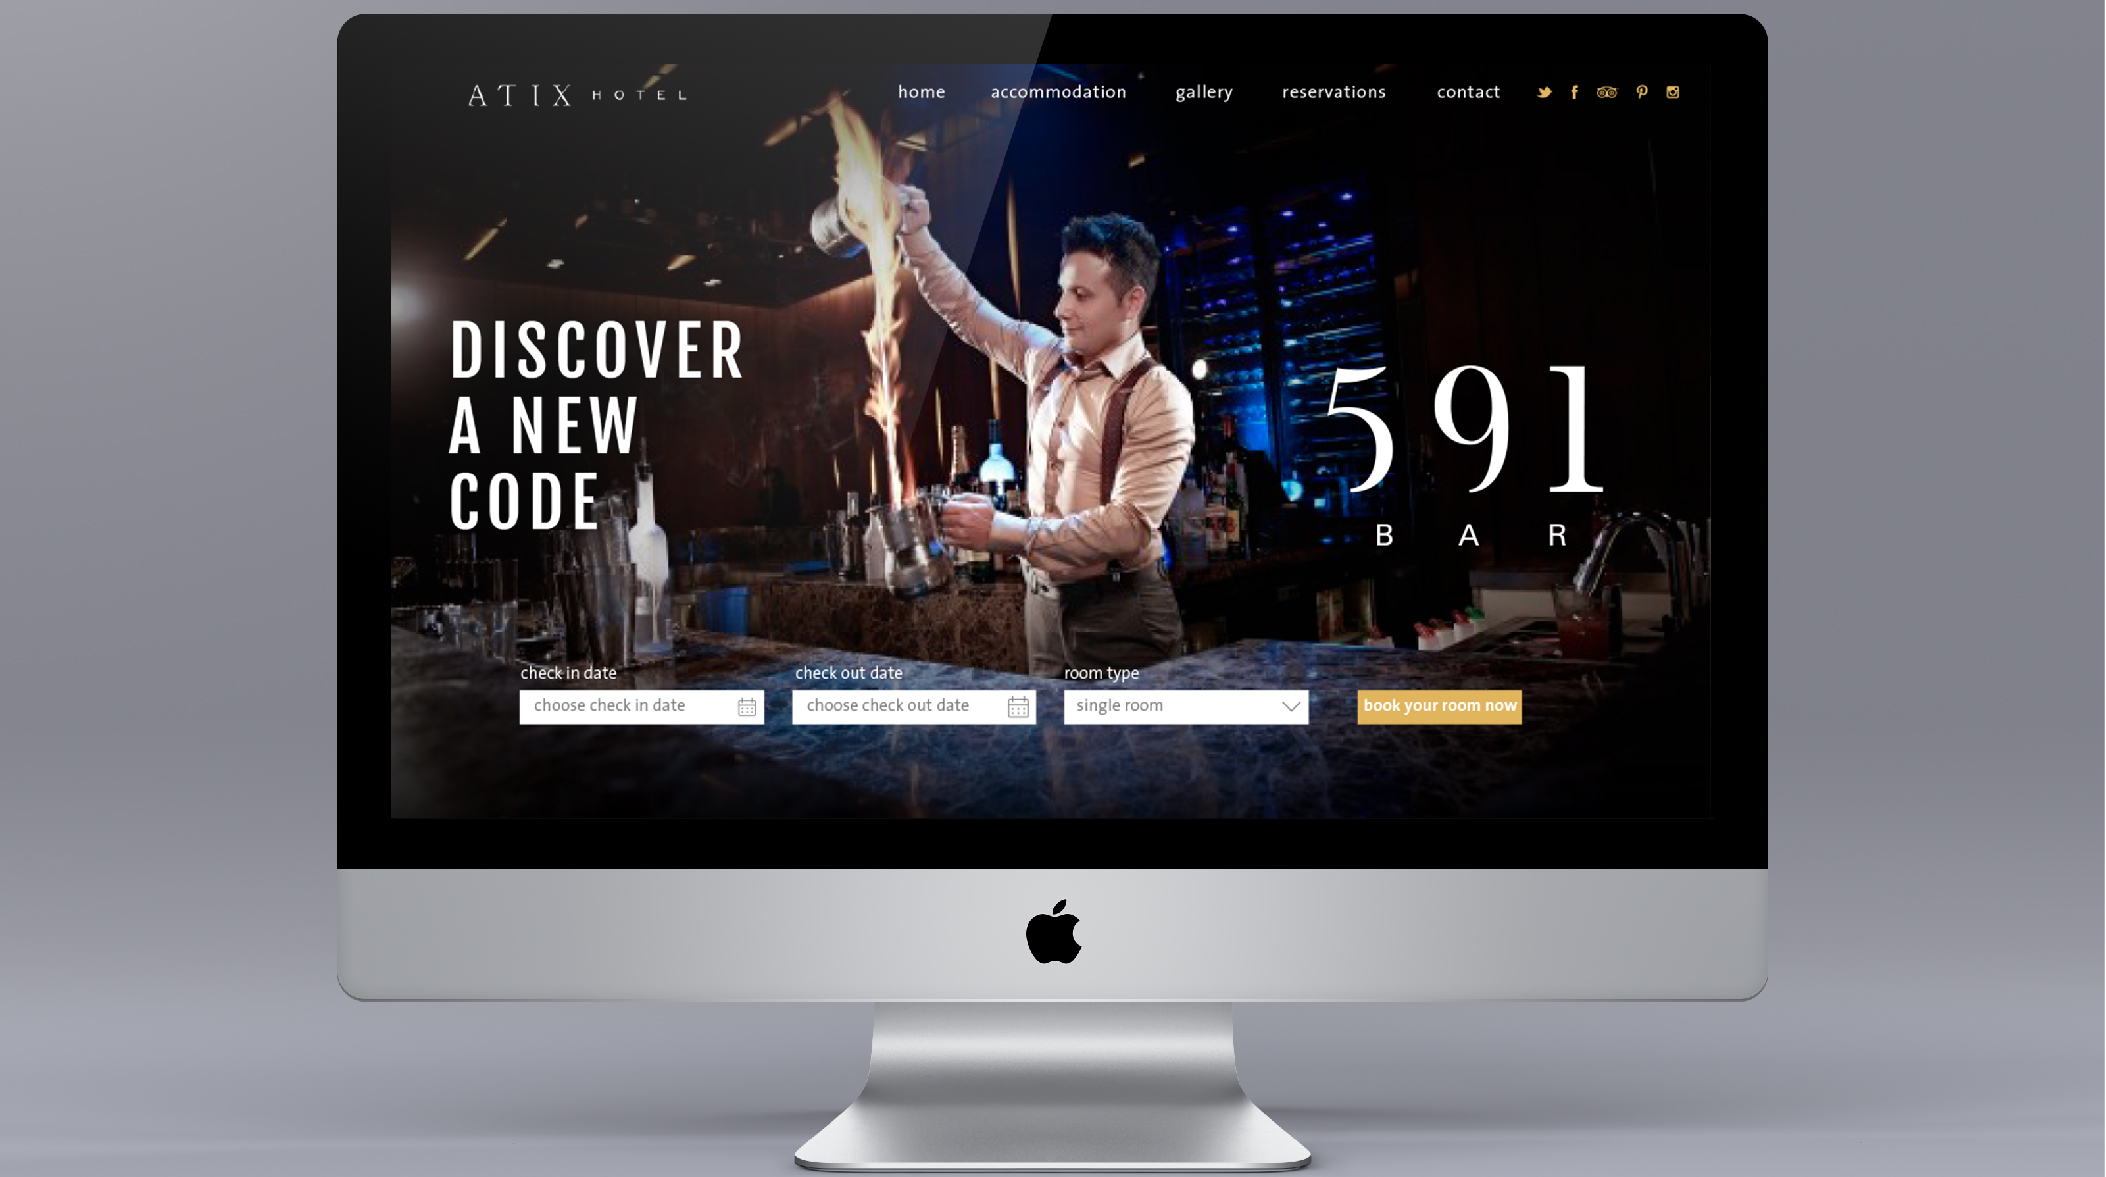 ATIX HOTEL
home accommodation gallery reservations contact
DISCOVER
A NEW
CODE
591
BAR
check in date check out date room type
choose check in date choose check out date single room book your room now